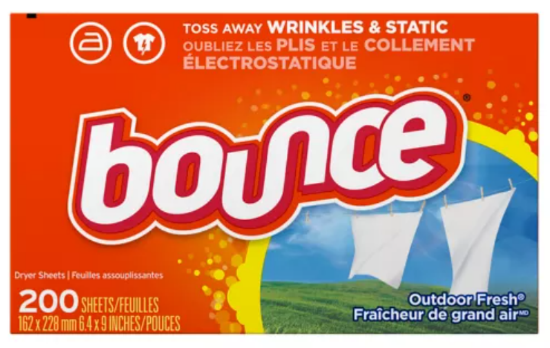 TOSS AWAY WRINKLES & STATIC
OUBLIEZ LES PLIS ET LE COLLEMENT
ÉLECTROSTATIQUE
bounce®
Dryer Sheets | Feuilles assouplissantes
200 SHEETS/FEUILLES
162 x 228 mm 6.4 x 9 INCHES/POUCES
Outdoor Fresh®
Fraîcheur de grand air MD